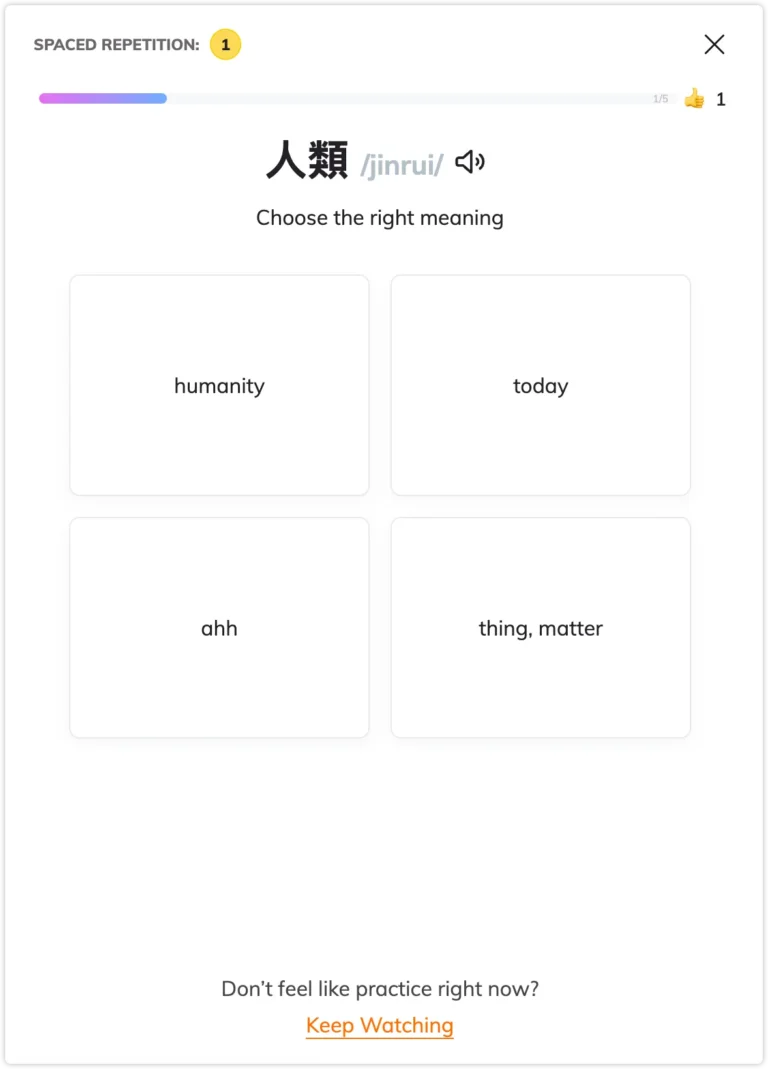 SPACED REPETITION: 1
1/5 👍 1
人類 /jinrui/
Choose the right meaning
humanity
today
ahh
thing, matter
Don’t feel like practice right now?
Keep Watching